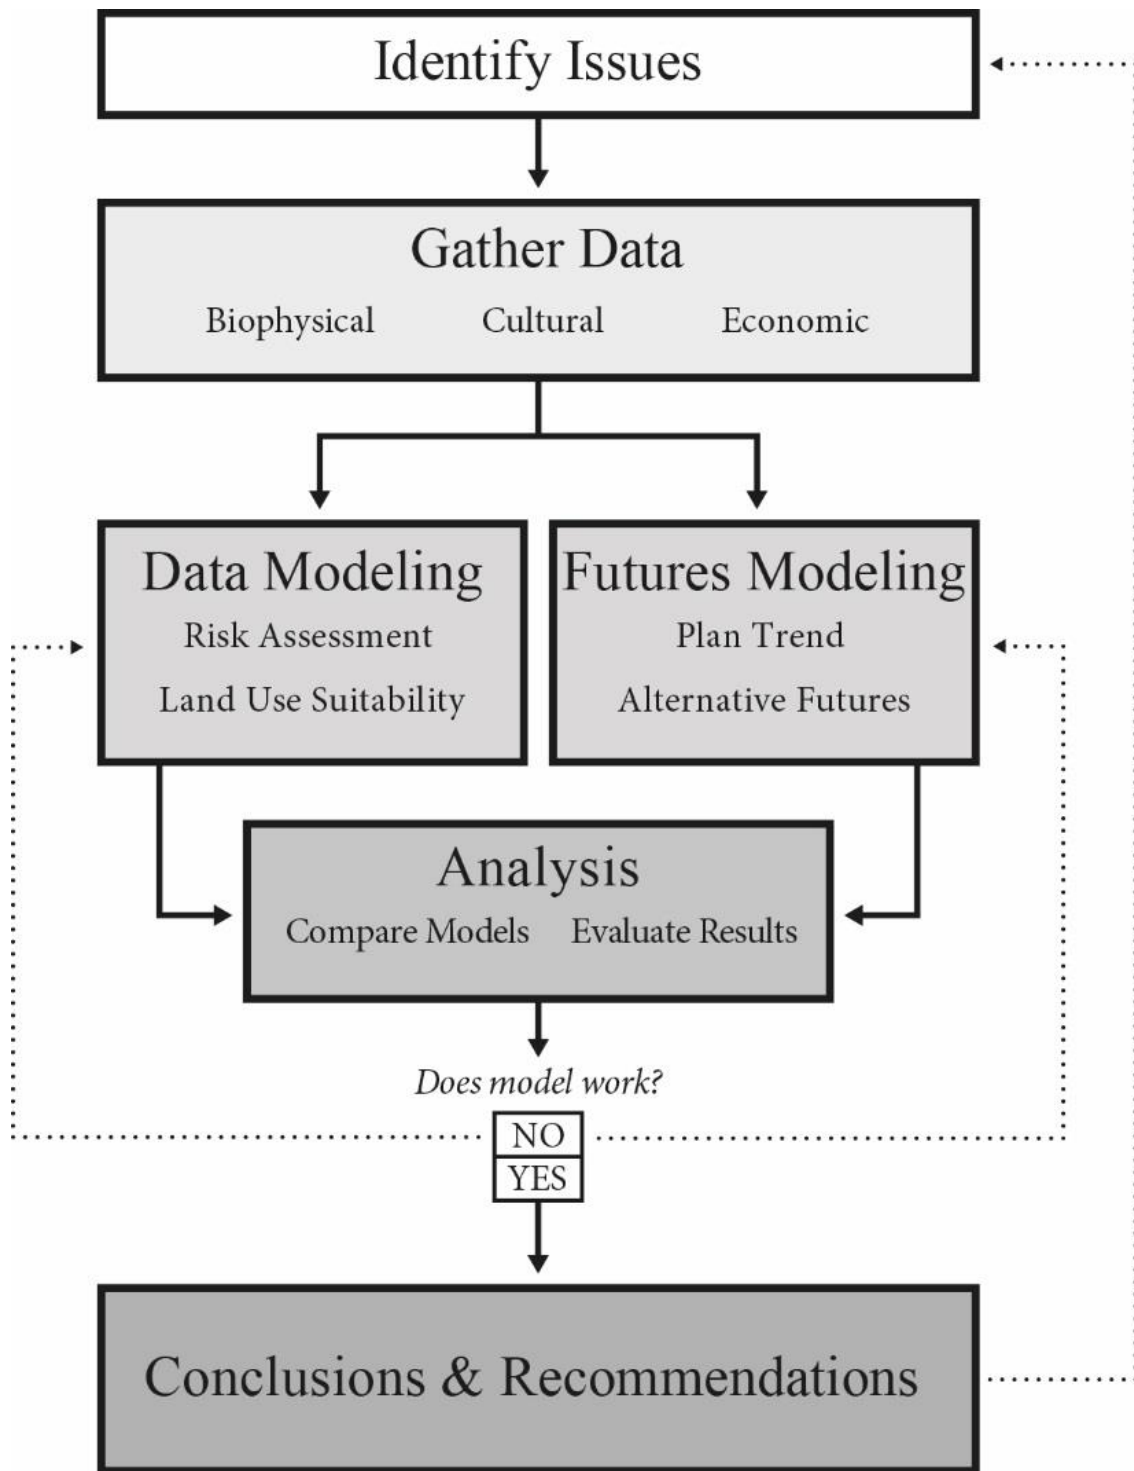 Identify Issues
Gather Data
Biophysical Cultural Economic
Data Modeling
Risk Assessment
Land Use Suitability
Futures Modeling
Plan Trend
Alternative Futures
Analysis
Compare Models Evaluate Results
Does model work?
NO
YES
Conclusions & Recommendations